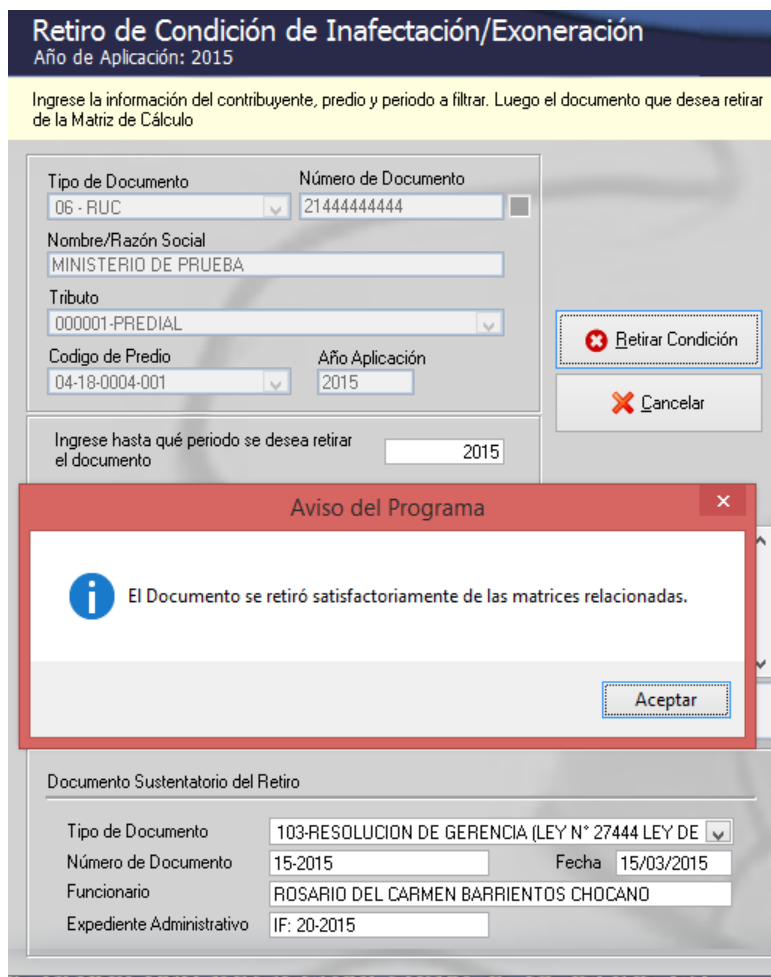 Retiro de Condición de Inafectación/Exoneración
Año de Aplicación: 2015
Ingrese la información del contribuyente, predio y periodo a filtrar. Luego el documento que desea retirar
de la Matriz de Cálculo
Tipo de Documento Número de Documento
06 - RUC 21444444444
Nombre/Razón Social
MINISTERIO DE PRUEBA
Tributo
000001-PREDIAL
Codigo de Predio Año Aplicación
04-18-0004-001 2015
Retirar Condición
Cancelar
Ingrese hasta qué periodo se desea retirar
el documento 2015
Aviso del Programa
El Documento se retiró satisfactoriamente de las matrices relacionadas.
Aceptar
Documento Sustentatorio del Retiro
Tipo de Documento 103-RESOLUCION DE GERENCIA (LEY N° 27444 LEY DE
Número de Documento 15-2015 Fecha 15/03/2015
Funcionario ROSARIO DEL CARMEN BARRIENTOS CHOCANO
Expediente Administrativo IF: 20-2015